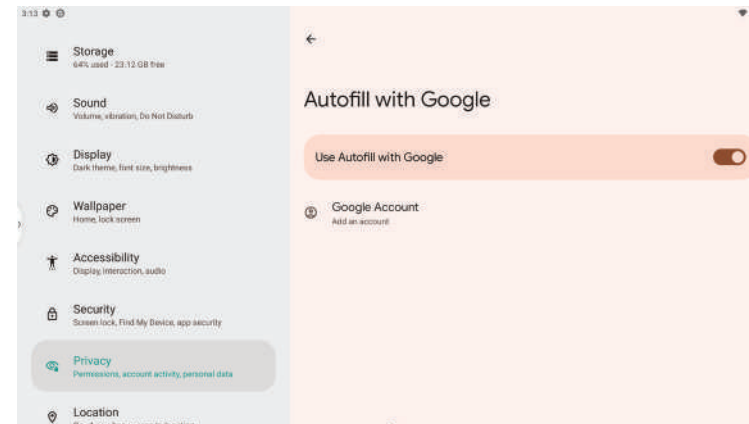 3:13
Storage
64% used - 23.12 GB free
Sound
Volume, vibration, Do Not Disturb
Display
Dark theme, font size, brightness
Wallpaper
Home, lock screen
Accessibility
Display, interaction, audio
Security
Screen lock, Find My Device, app security
Privacy
Permissions, account activity, personal data
Location
Autofill with Google
Use Autofill with Google
Google Account
Add an account